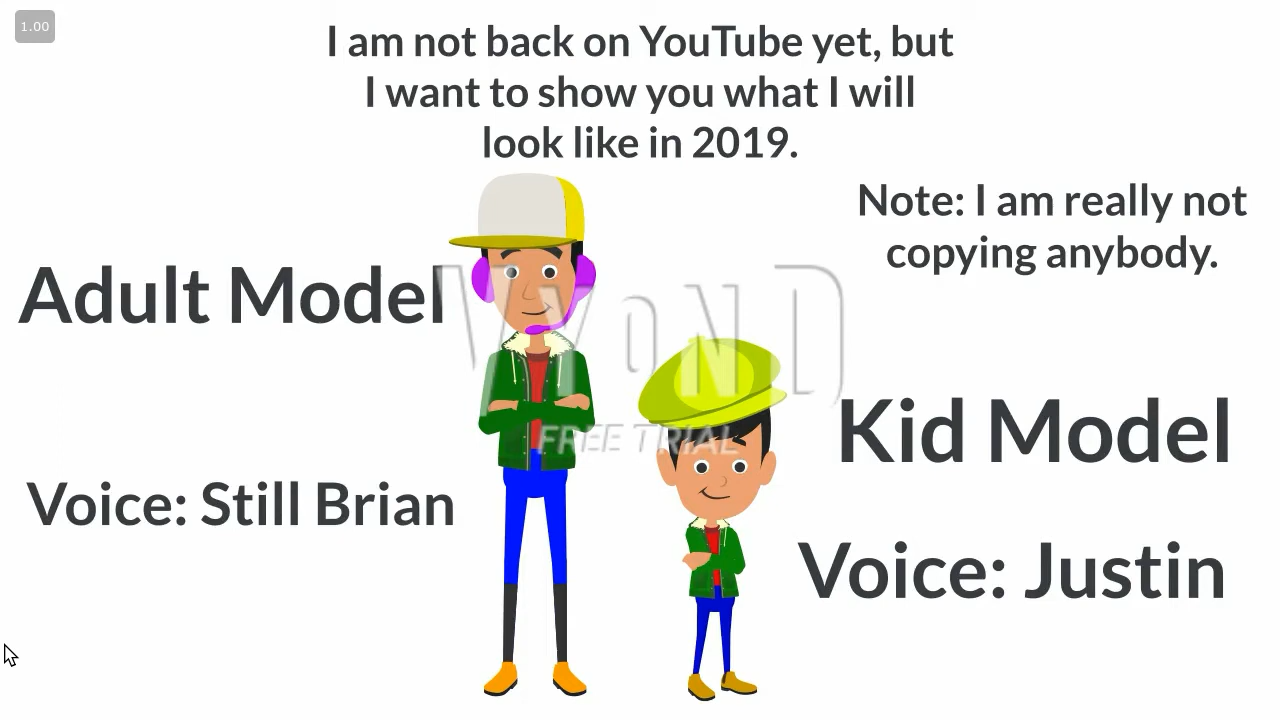 1.00
I am not back on YouTube yet, but
I want to show you what I will
look like in 2019.
Note: I am really not
copying anybody.
Adult Model
VYOND
FREE TRIAL
Kid Model
Voice: Still Brian
Voice: Justin